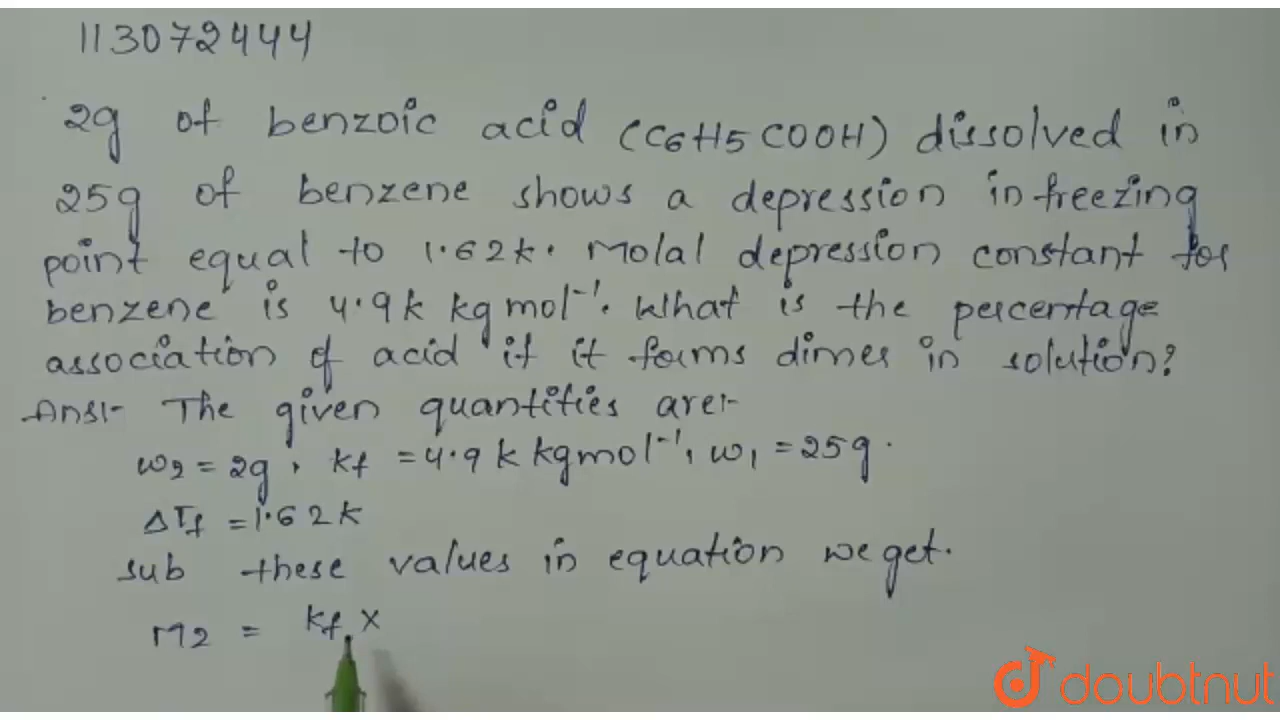 113072444
2g of benzoic acid (C6H5COOH) dissolved in
25g of benzene shows a depression in freezing
point equal to 1.62k. Molal depression constant for
benzene is 4.9k kg mol⁻¹. What is the percentage
association of acid if it forms dimer in solution?
Ans:- The given quantities are:-
w2 = 2g, kf = 4.9 k kg mol⁻¹, w1 = 25g.
ΔTf = 1.62k
sub these values in equation we get.
M2 = kf x
doubtnut